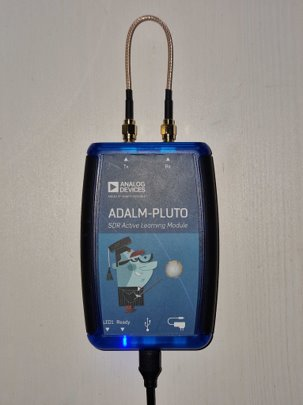 Tx Rx
ANALOG
DEVICES
ADALM-PLUTO
SDR Active Learning Module
LED1 Ready